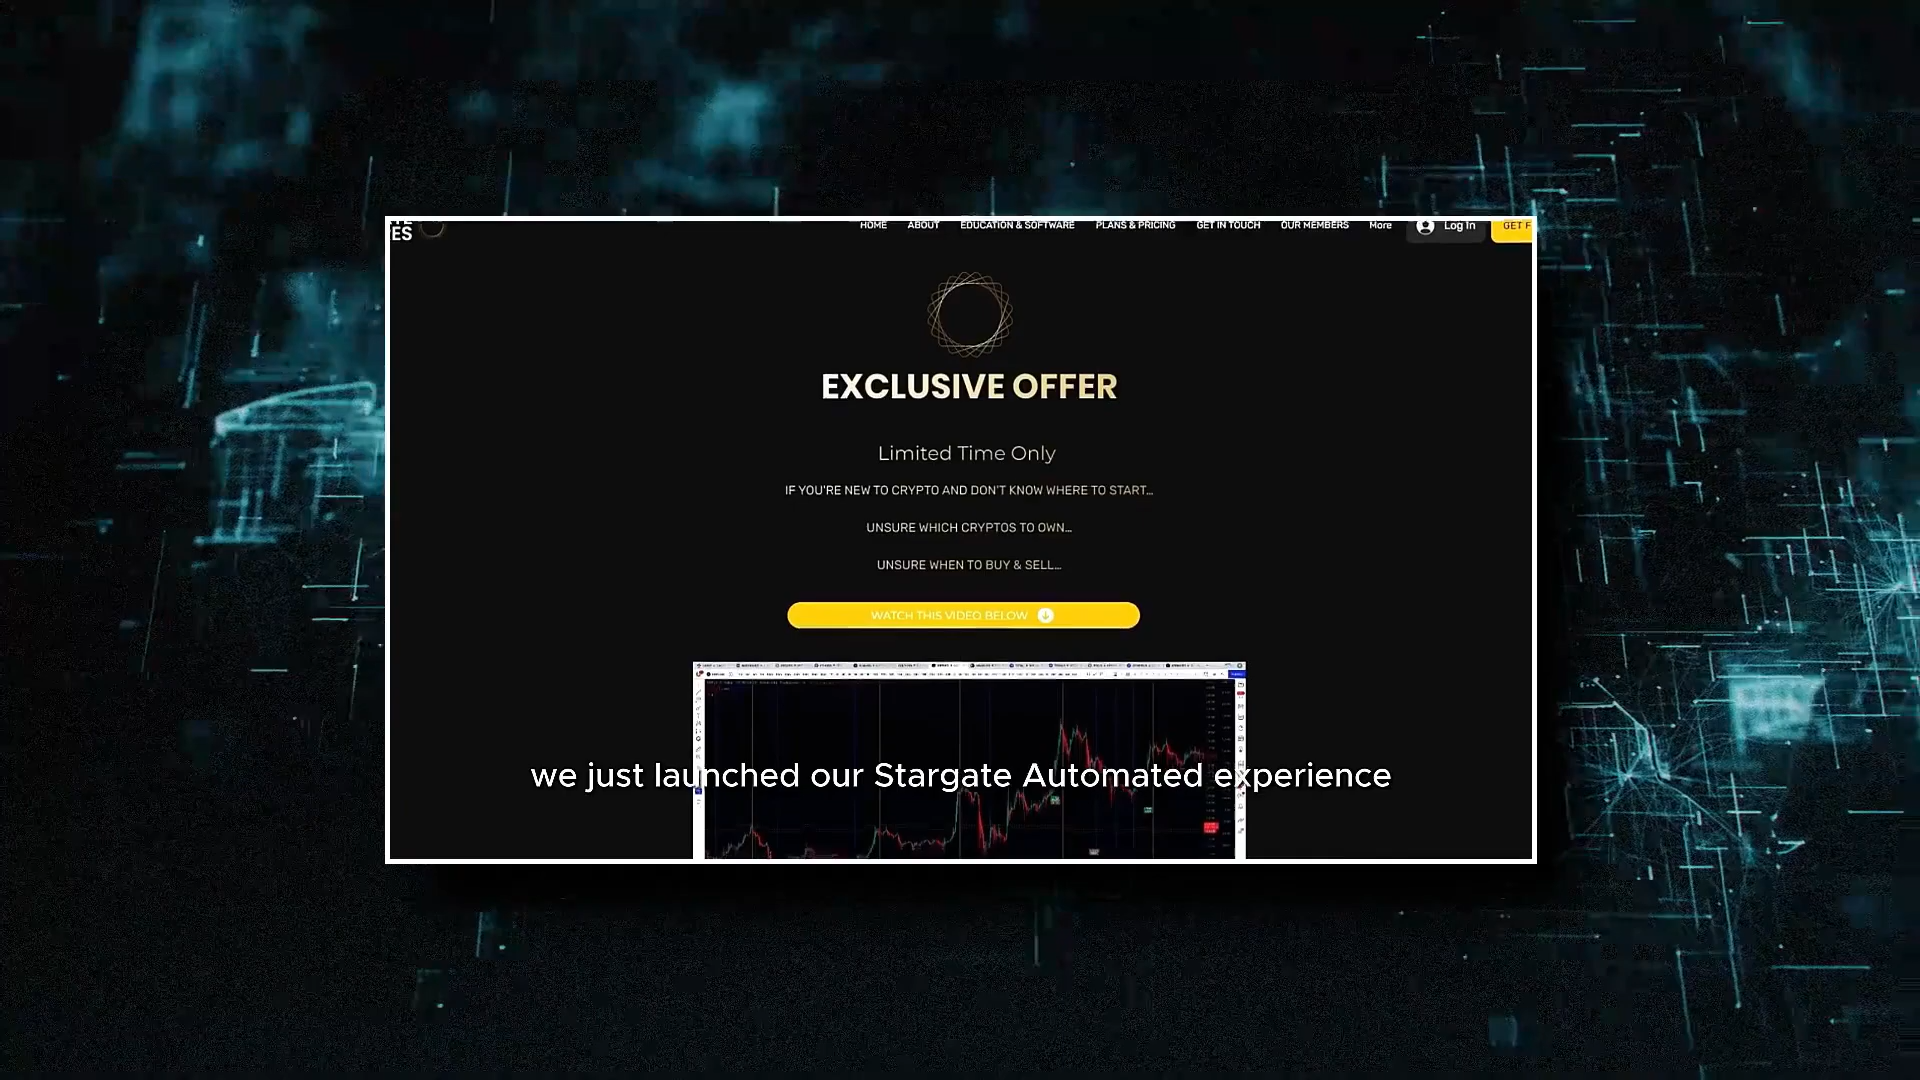 ES
HOME ABOUT EDUCATION & SOFTWARE PLANS & PRICING GET IN TOUCH OUR MEMBERS More Log In GET F
EXCLUSIVE OFFER
Limited Time Only
IF YOU'RE NEW TO CRYPTO AND DON'T KNOW WHERE TO START...
UNSURE WHICH CRYPTOS TO OWN...
UNSURE WHEN TO BUY & SELL...
WATCH THIS VIDEO BELOW
we just launched our Stargate Automated experience